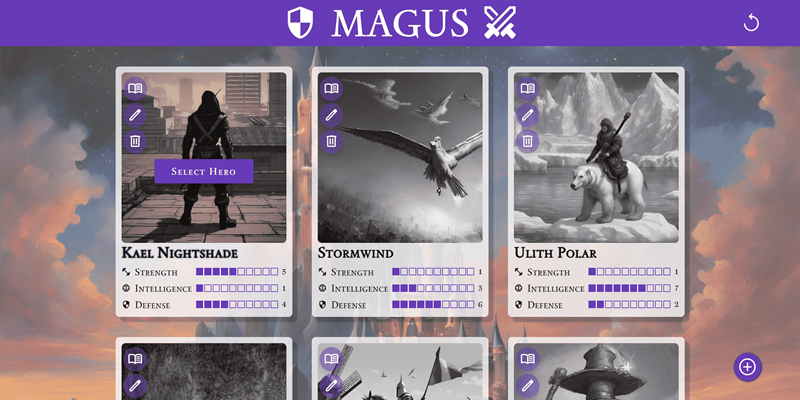 MAGUS
Select Hero
Kael Nightshade
Strength 5
Intelligence 1
Defense 4
Stormwind
Strength 1
Intelligence 3
Defense 6
Ulith Polar
Strength 1
Intelligence 7
Defense 2